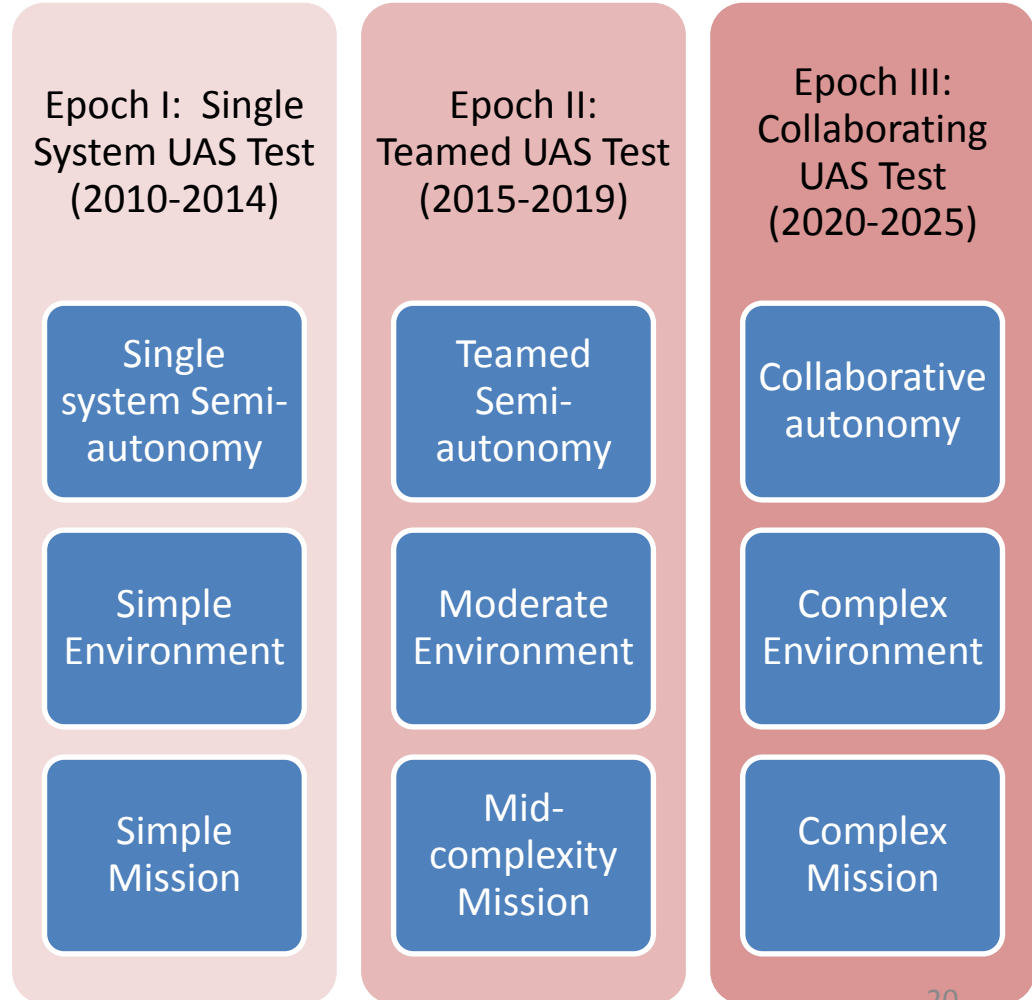 Epoch I:  Single
System UAS Test
(2010-2014)
Single
system Semi-
autonomy
Simple
Environment
Simple
Mission
Epoch II:
Teamed UAS Test
(2015-2019)
Teamed
Semi-
autonomy
Moderate
Environment
Mid-
complexity
Mission
Epoch III:
Collaborating
UAS Test
(2020-2025)
Collaborative
autonomy
Complex
Environment
Complex
Mission
20